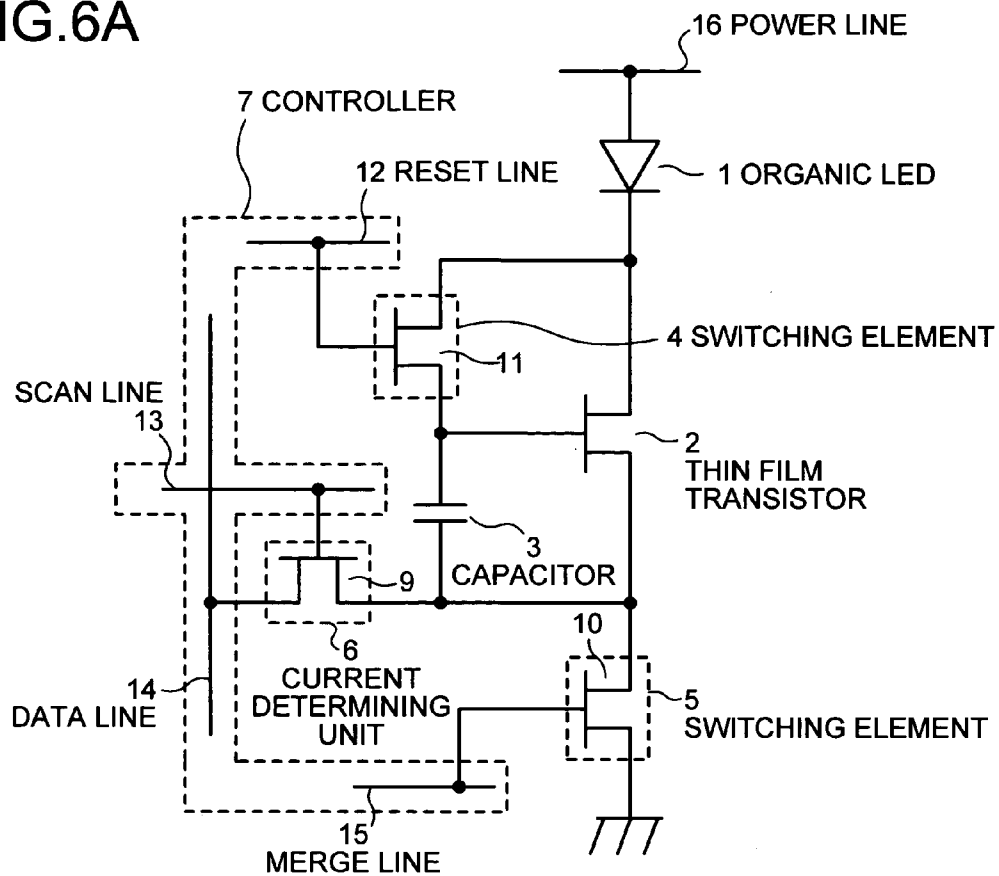 IG.6A
16 POWER LINE
7 CONTROLLER
12 RESET LINE
1 ORGANIC LED
4 SWITCHING ELEMENT
11
SCAN LINE
13
2
THIN FILM
TRANSISTOR
3
CAPACITOR
9
10
6
CURRENT
DETERMINING
UNIT
14
DATA LINE
5
SWITCHING ELEMENT
15
MERGE LINE